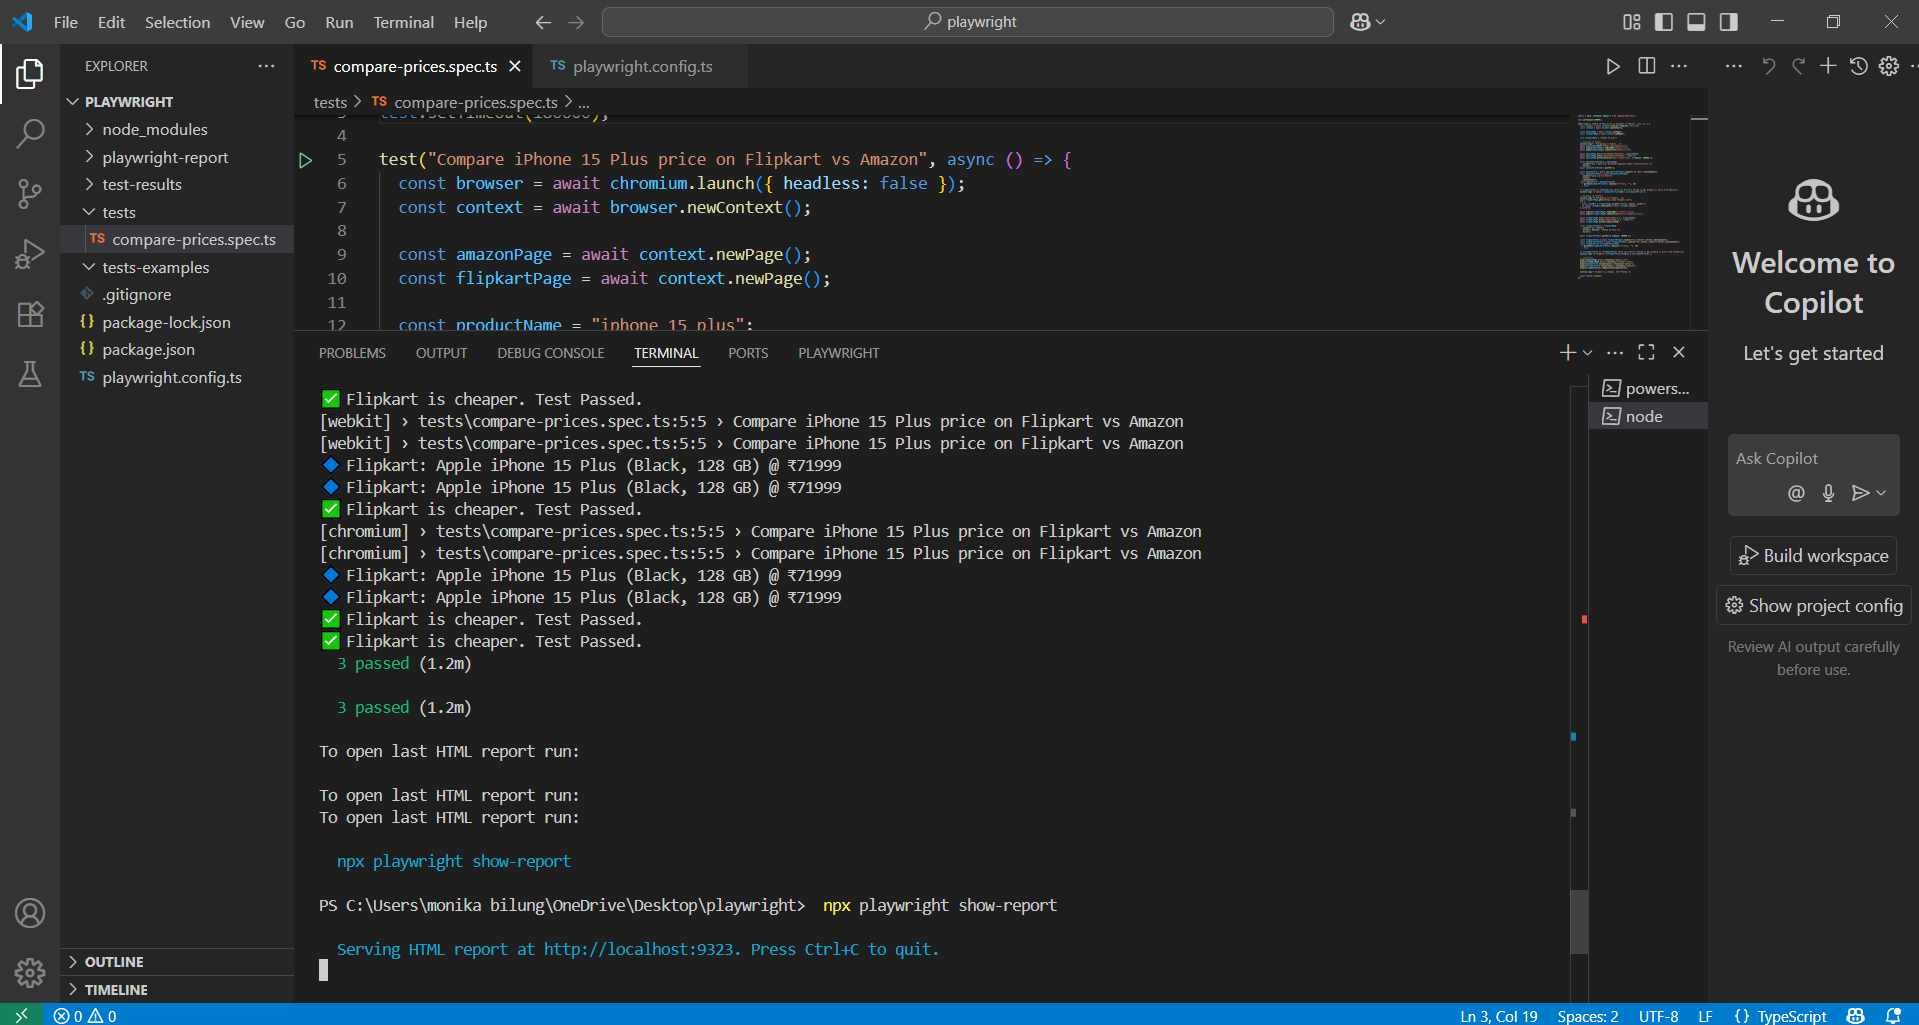 File Edit Selection View Go Run Terminal Help
playwright
EXPLORER
PLAYWRIGHT
node_modules
playwright-report
test-results
tests
TS compare-prices.spec.ts
tests-examples
.gitignore
{} package-lock.json
{} package.json
TS playwright.config.ts
OUTLINE
TIMELINE
TS compare-prices.spec.ts
TS playwright.config.ts
tests > TS compare-prices.spec.ts > ...
3 test.setTimeout(180000);
4
5 test("Compare iPhone 15 Plus price on Flipkart vs Amazon", async () => {
6 const browser = await chromium.launch({ headless: false });
7 const context = await browser.newContext();
8
9 const amazonPage = await context.newPage();
10 const flipkartPage = await context.newPage();
11
12 const productName = "iphone 15 plus";
PROBLEMS OUTPUT DEBUG CONSOLE TERMINAL PORTS PLAYWRIGHT
✅ Flipkart is cheaper. Test Passed.
[webkit] › tests\compare-prices.spec.ts:5:5 › Compare iPhone 15 Plus price on Flipkart vs Amazon
[webkit] › tests\compare-prices.spec.ts:5:5 › Compare iPhone 15 Plus price on Flipkart vs Amazon
🔷 Flipkart: Apple iPhone 15 Plus (Black, 128 GB) @ ₹71999
🔷 Flipkart: Apple iPhone 15 Plus (Black, 128 GB) @ ₹71999
✅ Flipkart is cheaper. Test Passed.
[chromium] › tests\compare-prices.spec.ts:5:5 › Compare iPhone 15 Plus price on Flipkart vs Amazon
[chromium] › tests\compare-prices.spec.ts:5:5 › Compare iPhone 15 Plus price on Flipkart vs Amazon
🔷 Flipkart: Apple iPhone 15 Plus (Black, 128 GB) @ ₹71999
🔷 Flipkart: Apple iPhone 15 Plus (Black, 128 GB) @ ₹71999
✅ Flipkart is cheaper. Test Passed.
✅ Flipkart is cheaper. Test Passed.
3 passed (1.2m)
3 passed (1.2m)
To open last HTML report run:
To open last HTML report run:
To open last HTML report run:
npx playwright show-report
PS C:\Users\monika bilung\OneDrive\Desktop\playwright> npx playwright show-report
Serving HTML report at http://localhost:9323. Press Ctrl+C to quit.
powers...
node
Welcome to
Copilot
Let's get started
Ask Copilot
Build workspace
Show project config
Review AI output carefully
before use.
0 0
Ln 3, Col 19 Spaces: 2 UTF-8 LF {} TypeScript